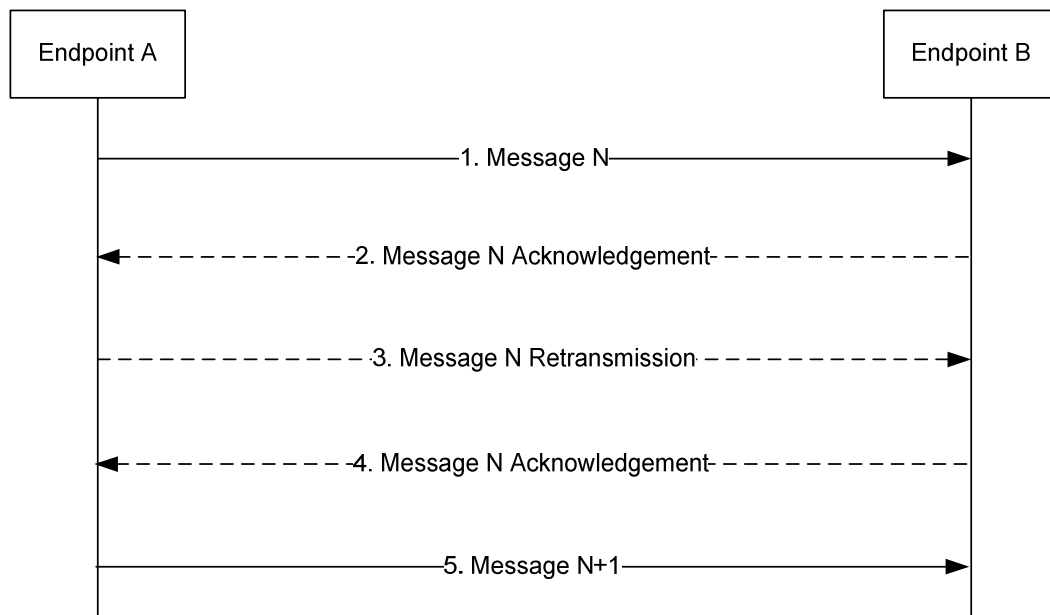 Endpoint A
Endpoint B
1. Message N
2. Message N Acknowledgement
3. Message N Retransmission
4. Message N Acknowledgement
5. Message N+1